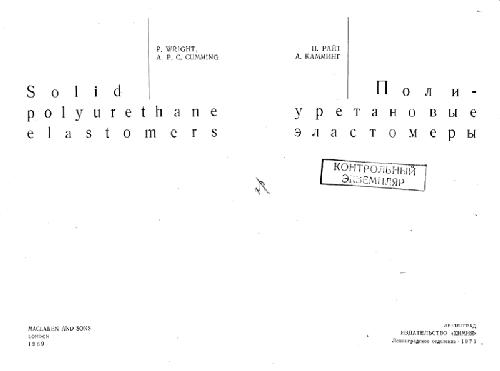 P. WRIGHT,
A. P. C. CUMMING
Solid
polyurethane
elastomers
MACLAREN AND SONS
LONDON
1969
П. РАЙТ
А. КАММИНГ
Поли-
уретановые
эластомеры
КОНТРОЛЬНЫЙ
ЭКЗЕМПЛЯР
ЛЕНИНГРАД
ИЗДАТЕЛЬСТВО «ХИМИЯ»
Ленинградское отделение · 1973